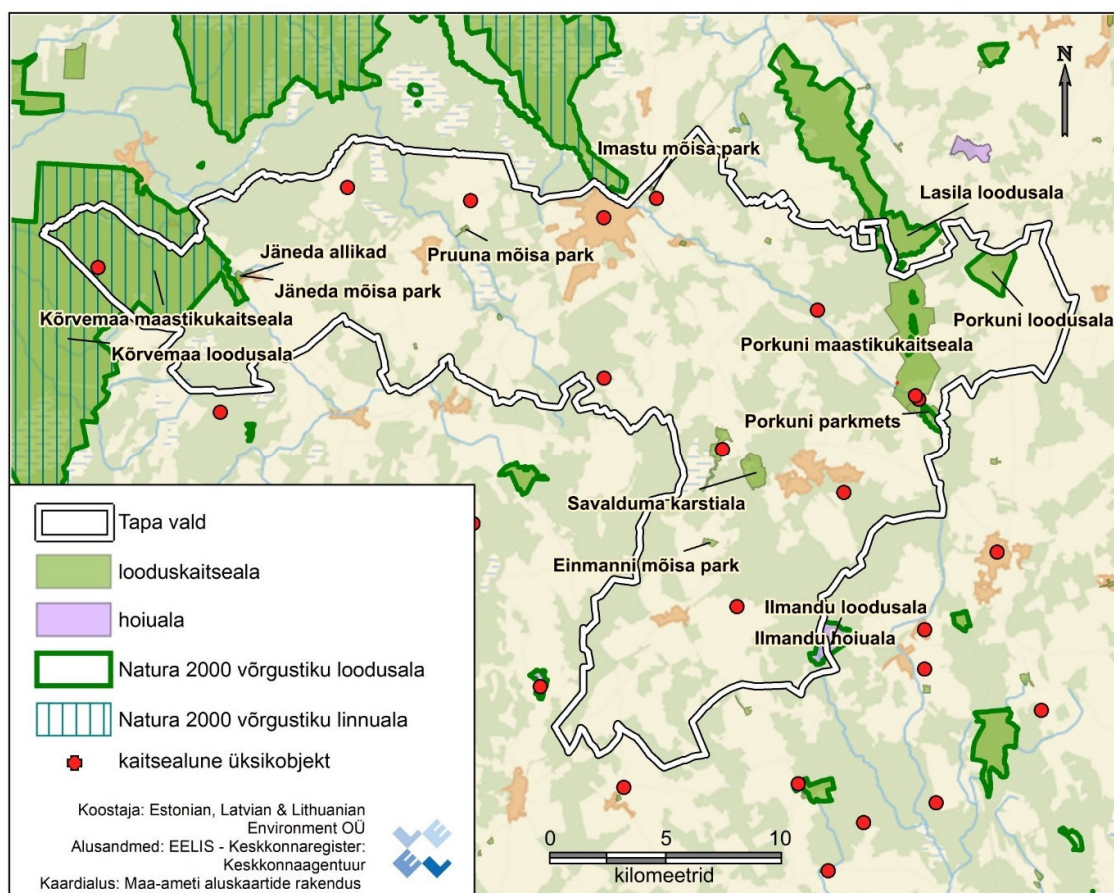 N
Imastu mõisa park
Lasila loodusala
Jäneda allikad
Pruuna mõisa park
Jäneda mõisa park
Kõrvemaa maastikukaitseala
Porkuni loodusala
Porkuni maastikukaitseala
Kõrvemaa loodusala
Porkuni parkmets
Savalduma karstiala
Einmanni mõisa park
Ilmandu loodusala
Ilmandu hoiuala
Tapa vald
looduskaitseala
hoiuala
Natura 2000 võrgustiku loodusala
Natura 2000 võrgustiku linnuala
kaitsealune üksikobjekt
Koostaja: Estonian, Latvian & Lithuanian
Environment OÜ
Alusandmed: EELIS - Keskkonnaregister:
Keskkonnaagentuur
Kaardialus: Maa-ameti aluskaartide rakendus
0 5 10
kilomeetrid